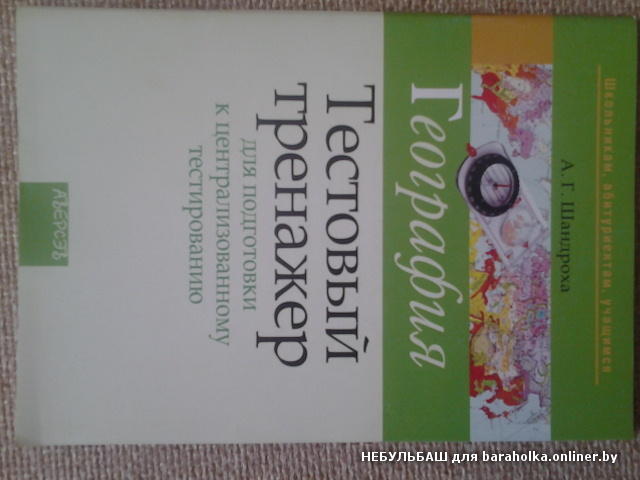 Школьникам, абитуриентам, учащимся
А. Г. Шандроха
География
Тестовый
тренажер
для подготовки
к централизованному
тестированию
АВЕРСЭВ
НЕБУЛЬБАШ для baraholka.onliner.by